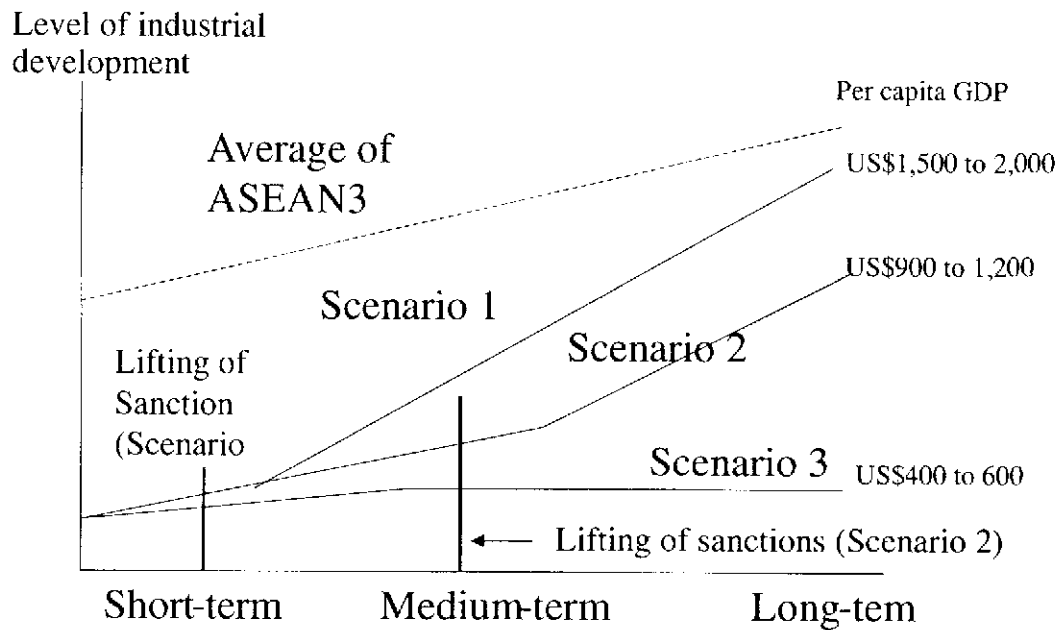 Level of industrial
development
Per capita GDP
Average of
ASEAN3
US$1,500 to 2,000
US$900 to 1,200
Scenario 1
Scenario 2
Lifting of
Sanction
(Scenario
Scenario 3
US$400 to 600
Lifting of sanctions (Scenario 2)
Short-term
Medium-term
Long-tem